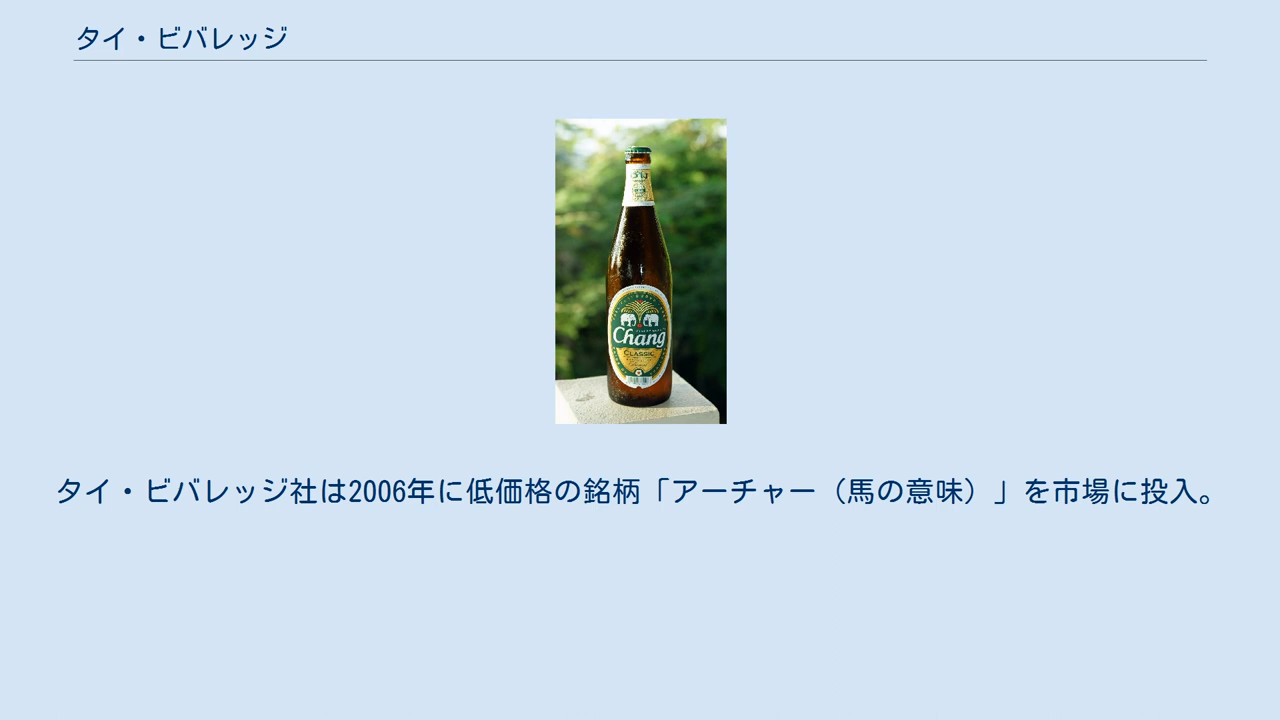 タイ・ビバレッジ
Chang
CLASSIC
タイ・ビバレッジ社は2006年に低価格の銘柄「アーチャー（馬の意味）」を市場に投入。